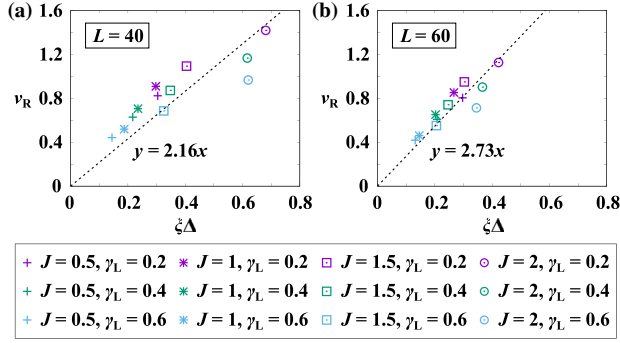 (a)
L = 40
1.6
1.2
0.8
0.4
0
v_R
y = 2.16x
0 0.2 0.4 0.6 0.8
ξΔ
(b)
L = 60
1.6
1.2
0.8
0.4
0
v_R
y = 2.73x
0 0.2 0.4 0.6 0.8
ξΔ
J = 0.5, γ_L = 0.2 J = 1, γ_L = 0.2 J = 1.5, γ_L = 0.2 J = 2, γ_L = 0.2
J = 0.5, γ_L = 0.4 J = 1, γ_L = 0.4 J = 1.5, γ_L = 0.4 J = 2, γ_L = 0.4
J = 0.5, γ_L = 0.6 J = 1, γ_L = 0.6 J = 1.5, γ_L = 0.6 J = 2, γ_L = 0.6